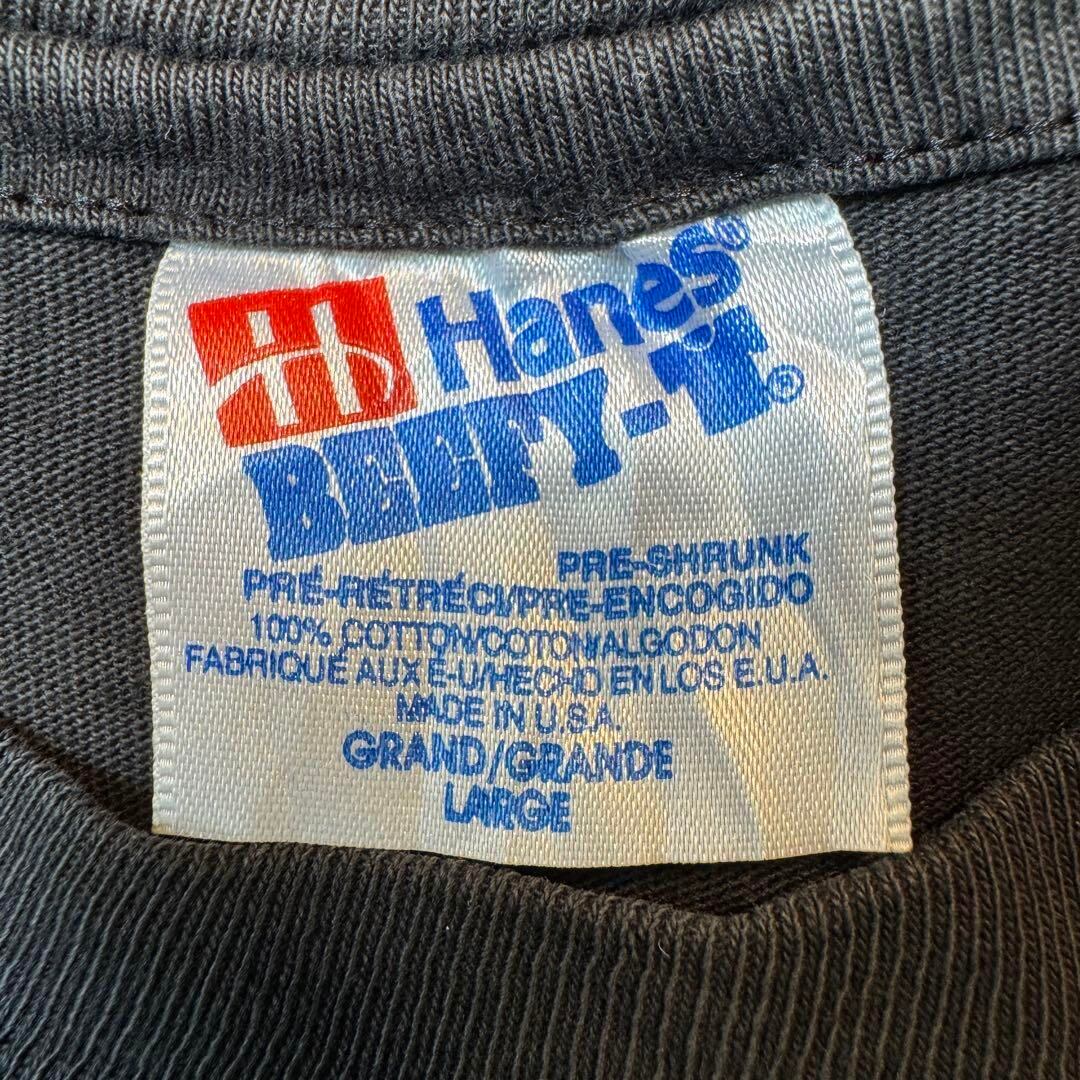 Hanes®
BEEFY-T®
PRE-SHRUNK
PRÉ-RÉTRÉCI/PRE-ENCOGIDO
100% COTTON/COTON/ALGODON
FABRIQUÉ AUX É-U/HECHO EN LOS E.U.A.
MADE IN U.S.A.
GRAND/GRANDE
LARGE